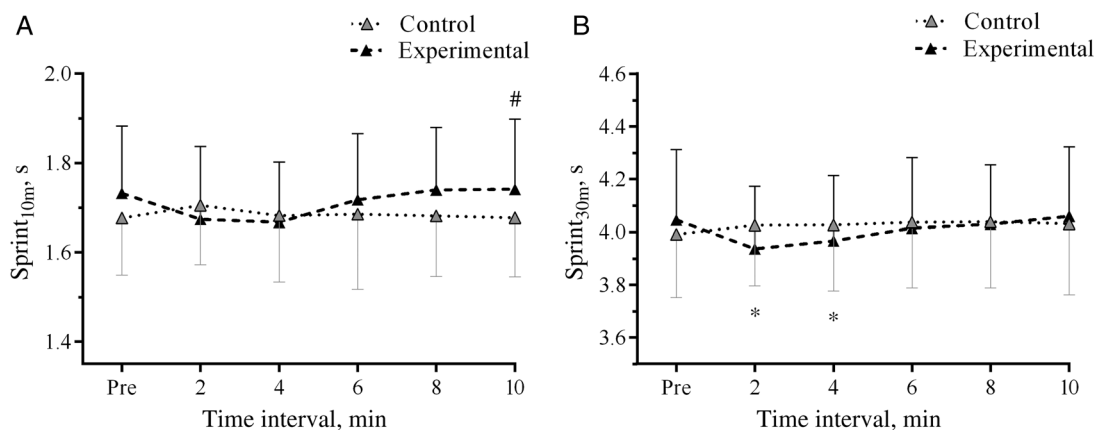 A
Control
Experimental
2.0
1.8
1.6
1.4
Sprint10m, s
#
Pre 2 4 6 8 10
Time interval, min
B
Control
Experimental
4.6
4.4
4.2
4.0
3.8
3.6
Sprint30m, s
* *
Pre 2 4 6 8 10
Time interval, min